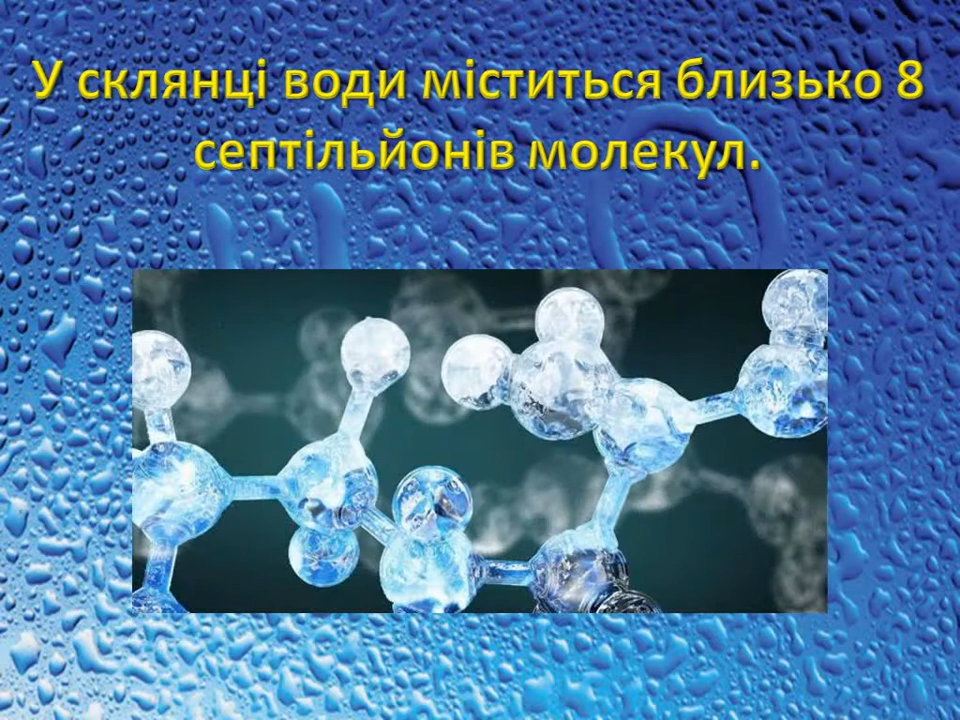 У склянці води міститься близько 8
септільйонів молекул.